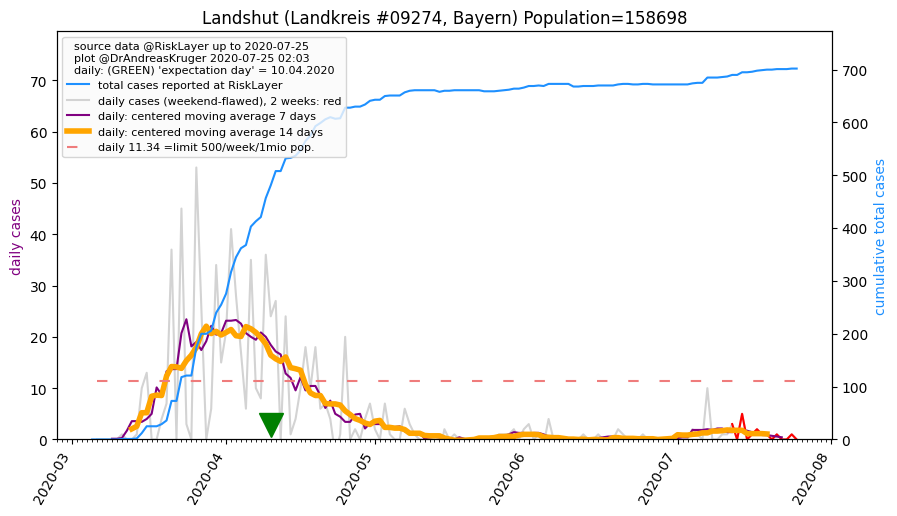 Landshut (Landkreis #09274, Bayern) Population=158698
source data @RiskLayer up to 2020-07-25
plot @DrAndreasKruger 2020-07-25 02:03
daily: (GREEN) 'expectation day' = 10.04.2020
total cases reported at RiskLayer
daily cases (weekend-flawed), 2 weeks: red
daily: centered moving average 7 days
daily: centered moving average 14 days
daily 11.34 =limit 500/week/1mio pop.
daily cases
70
60
50
40
30
20
10
0
cumulative total cases
700
600
500
400
300
200
100
0
2020-03
2020-04
2020-05
2020-06
2020-07
2020-08